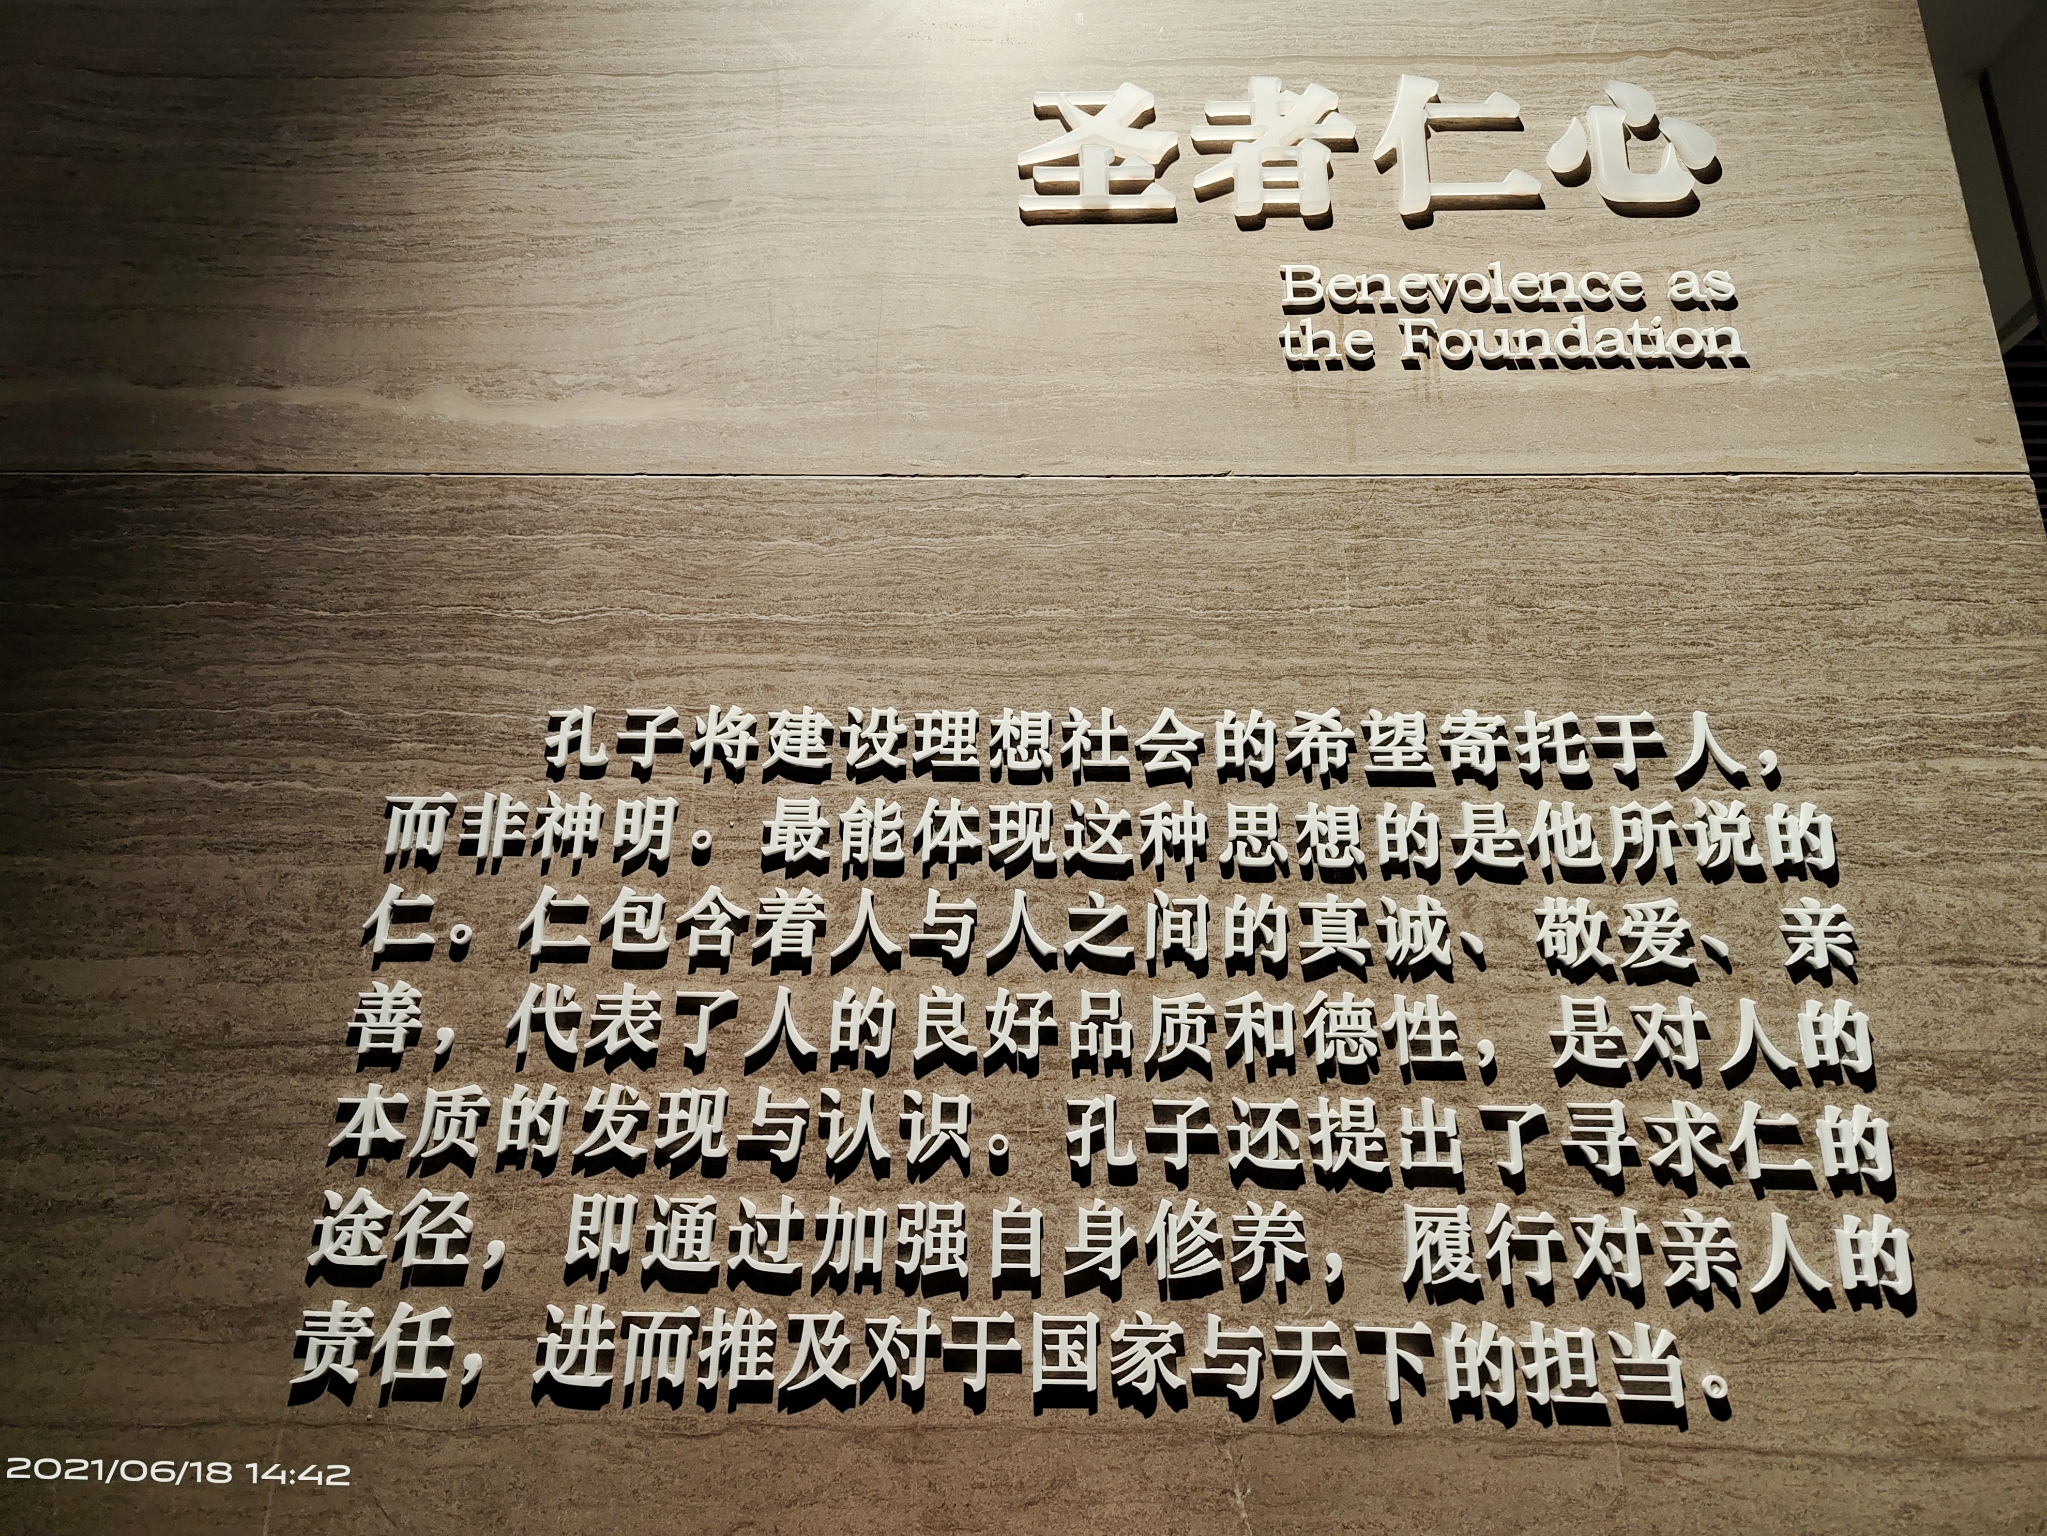 圣者仁心
Benevolence as
the Foundation
孔子将建设理想社会的希望寄托于人，
而非神明。最能体现这种思想的是他所说的
仁。仁包含着人与人之间的真诚、敬爱、亲
善，代表了人的良好品质和德性，是对人的
本质的发现与认识。孔子还提出了寻求仁的
途径，即通过加强自身修养，履行对亲人的
责任，进而推及对于国家与天下的担当。
2021/06/18 14:42